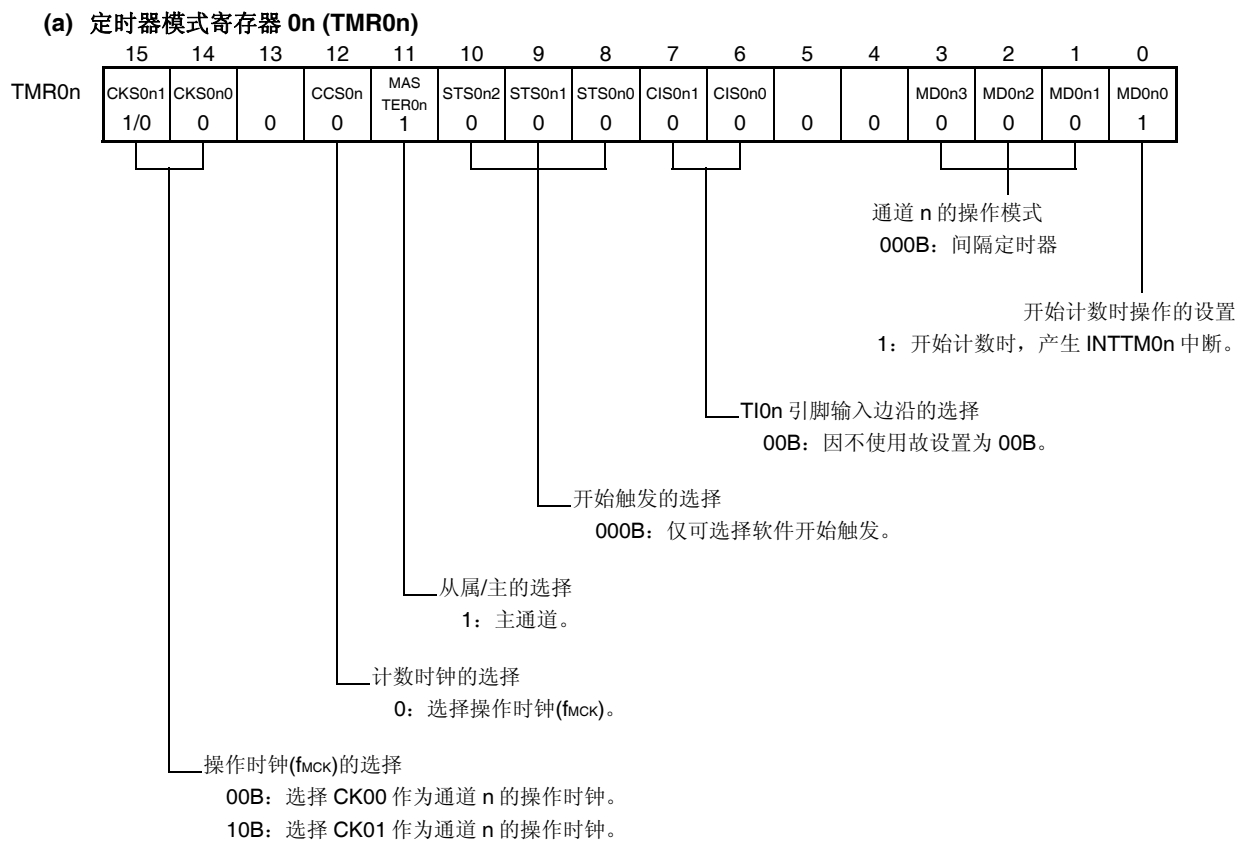 (a) 定时器模式寄存器 0n (TMR0n)
15 14 13 12 11 10 9 8 7 6 5 4 3 2 1 0
TMR0n CKS0n1 CKS0n0 CCS0n MAS TER0n STS0n2 STS0n1 STS0n0 CIS0n1 CIS0n0 MD0n3 MD0n2 MD0n1 MD0n0
1/0 0 0 0 1 0 0 0 0 0 0 0 0 0 0 1
通道 n 的操作模式
000B：间隔定时器
开始计数时操作的设置
1：开始计数时，产生 INTTM0n 中断。
TI0n 引脚输入边沿的选择
00B：因不使用故设置为 00B。
开始触发的选择
000B：仅可选择软件开始触发。
从属/主的选择
1：主通道。
计数时钟的选择
0：选择操作时钟(fMCK)。
操作时钟(fMCK)的选择
00B：选择 CK00 作为通道 n 的操作时钟。
10B：选择 CK01 作为通道 n 的操作时钟。